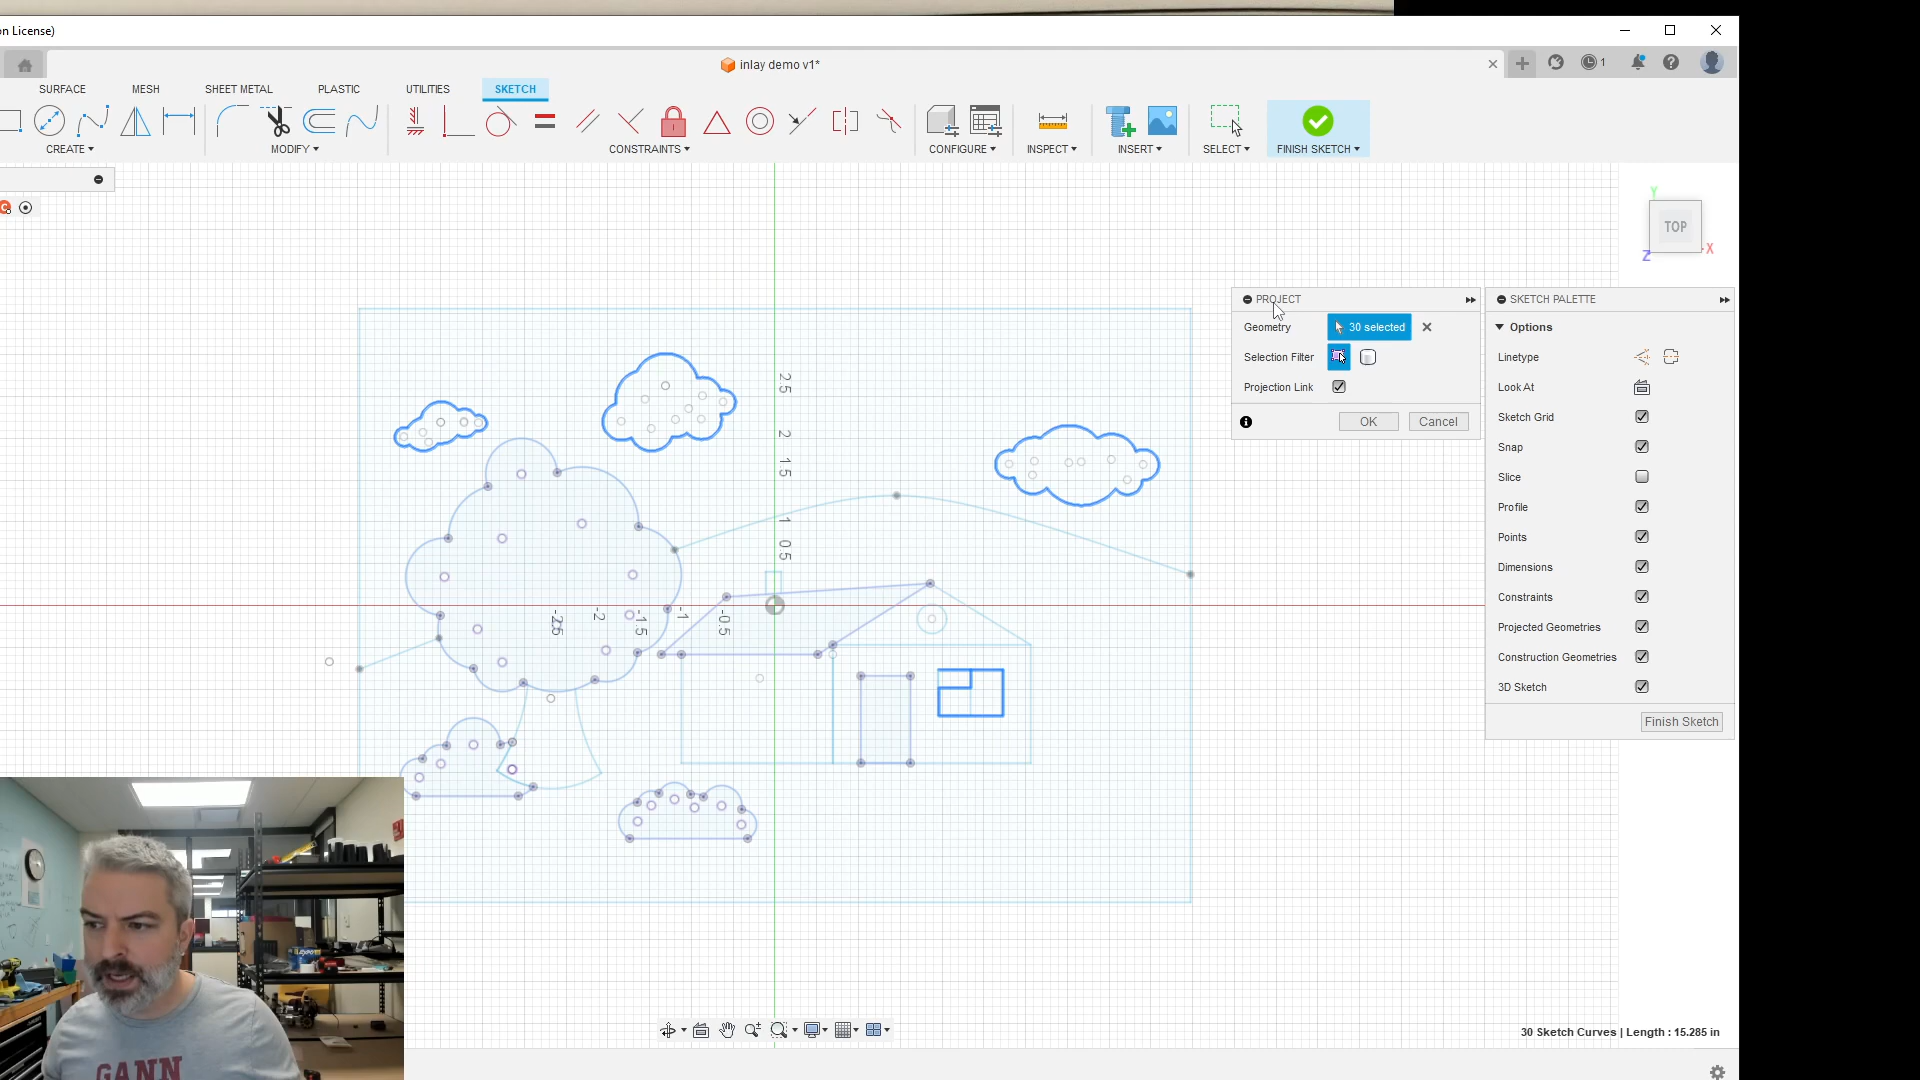 n License)
inlay demo v1*
1
SURFACE
MESH
SHEET METAL
PLASTIC
UTILITIES
SKETCH
CREATE
MODIFY
CONSTRAINTS
CONFIGURE
INSPECT
INSERT
SELECT
FINISH SKETCH
Y
TOP
X
Z
PROJECT
Geometry
30 selected
Selection Filter
Projection Link
OK
Cancel
SKETCH PALETTE
Options
Linetype
Look At
Sketch Grid
Snap
Slice
Profile
Points
Dimensions
Constraints
Projected Geometries
Construction Geometries
3D Sketch
Finish Sketch
2.5
2
1.5
1
0.5
-2.5
-2
-1.5
-1
-0.5
30 Sketch Curves | Length : 15.285 in
GANN